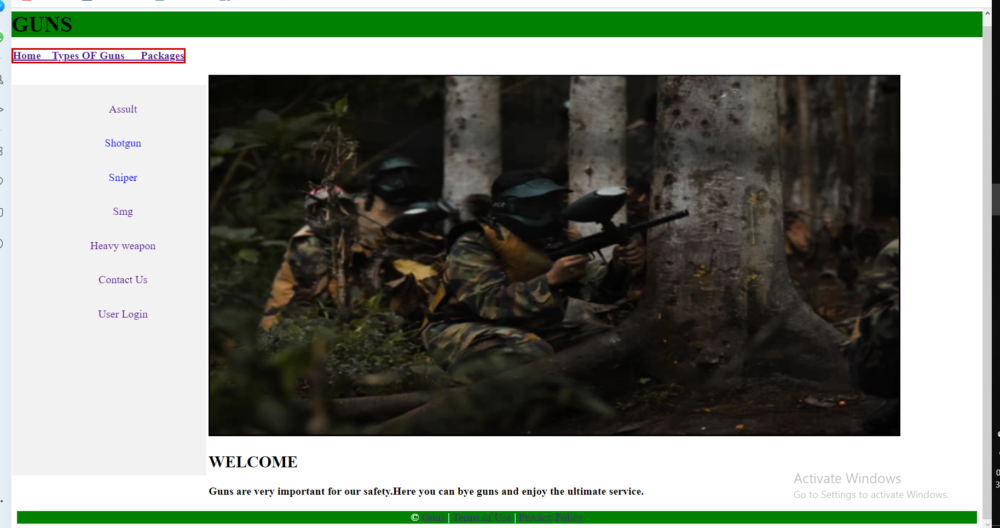 GUNS
Home Types OF Guns Packages
Assult
Shotgun
Sniper
Smg
Heavy weapon
Contact Us
User Login
WELCOME
Guns are very important for our safety.Here you can bye guns and enjoy the ultimate service.
Activate Windows
Go to Settings to activate Windows.
© Guns | Terms of Use | Privacy Policy